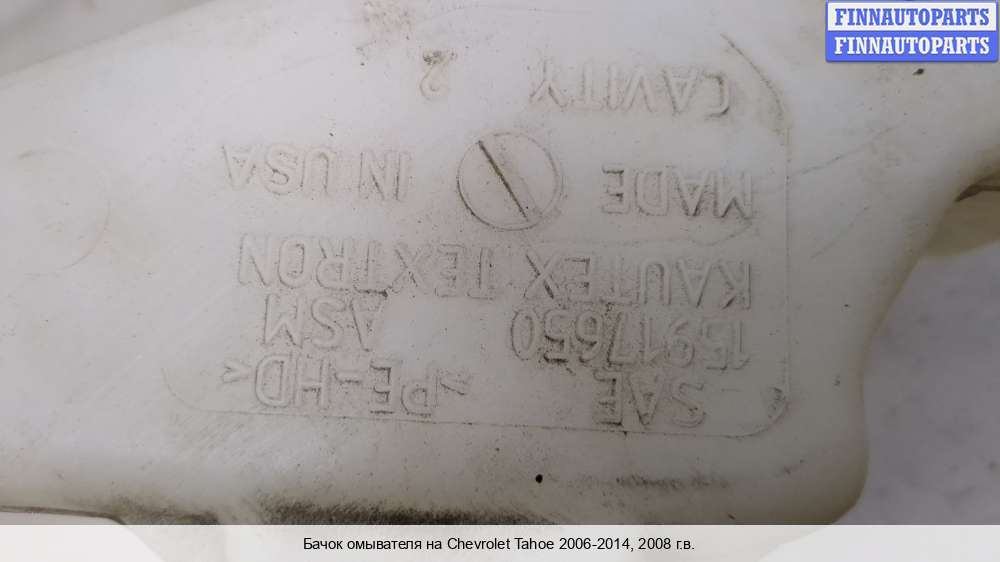 FINNAUTOPARTS
FINNAUTOPARTS
SAE >PE-HD<
15917650 ASM
KAUTEX TEXTRON
MADE IN USA
CAVITY 2
Бачок омывателя на Chevrolet Tahoe 2006-2014, 2008 г.в.